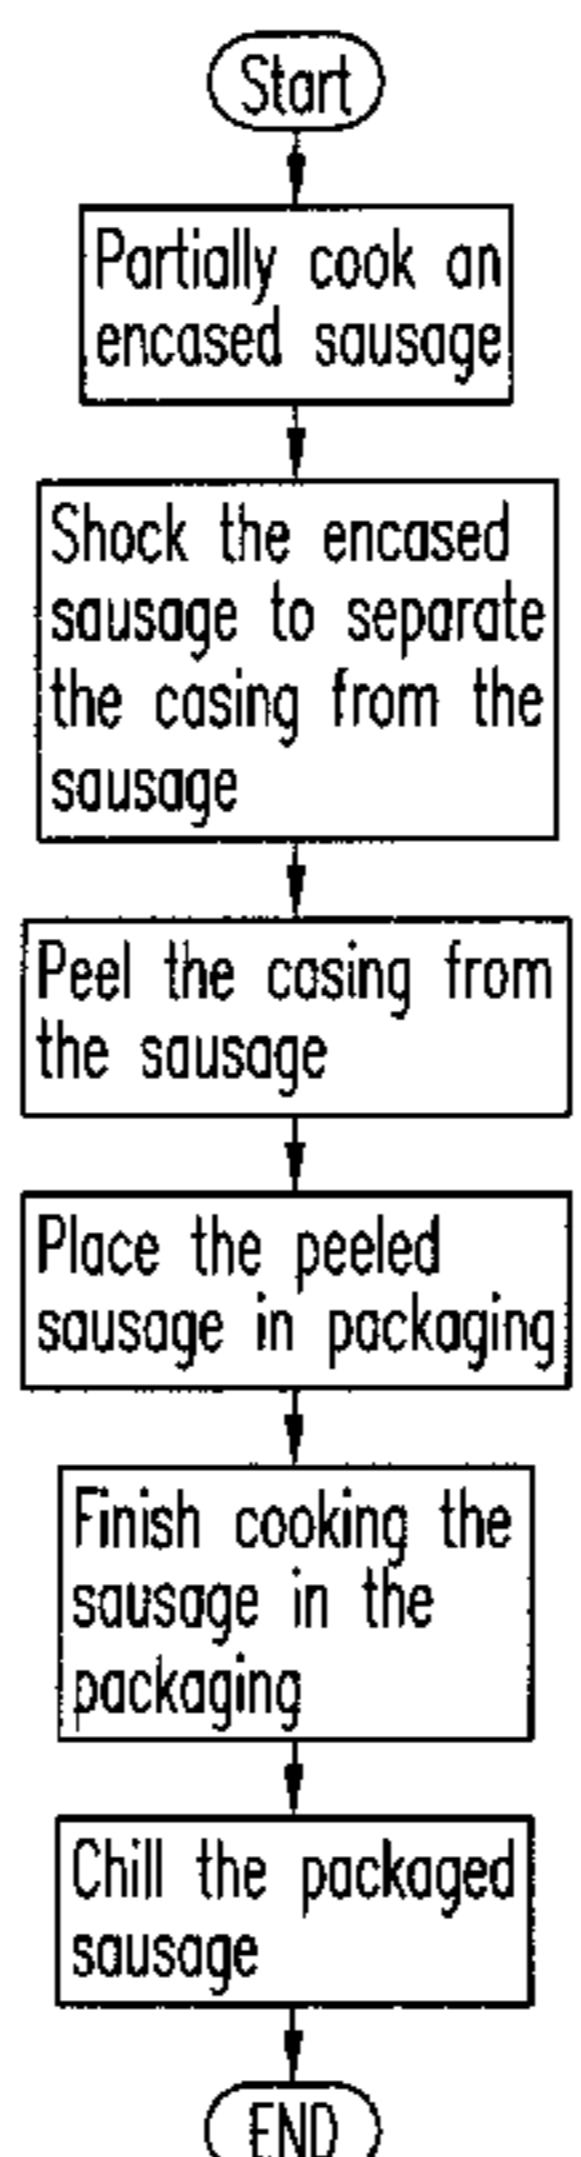 Start
Partially cook an
encased sausage
Shock the encased
sausage to separate
the casing from the
sausage
Peel the casing from
the sausage
Place the peeled
sausage in packaging
Finish cooking the
sausage in the
packaging
Chill the packaged
sausage
END